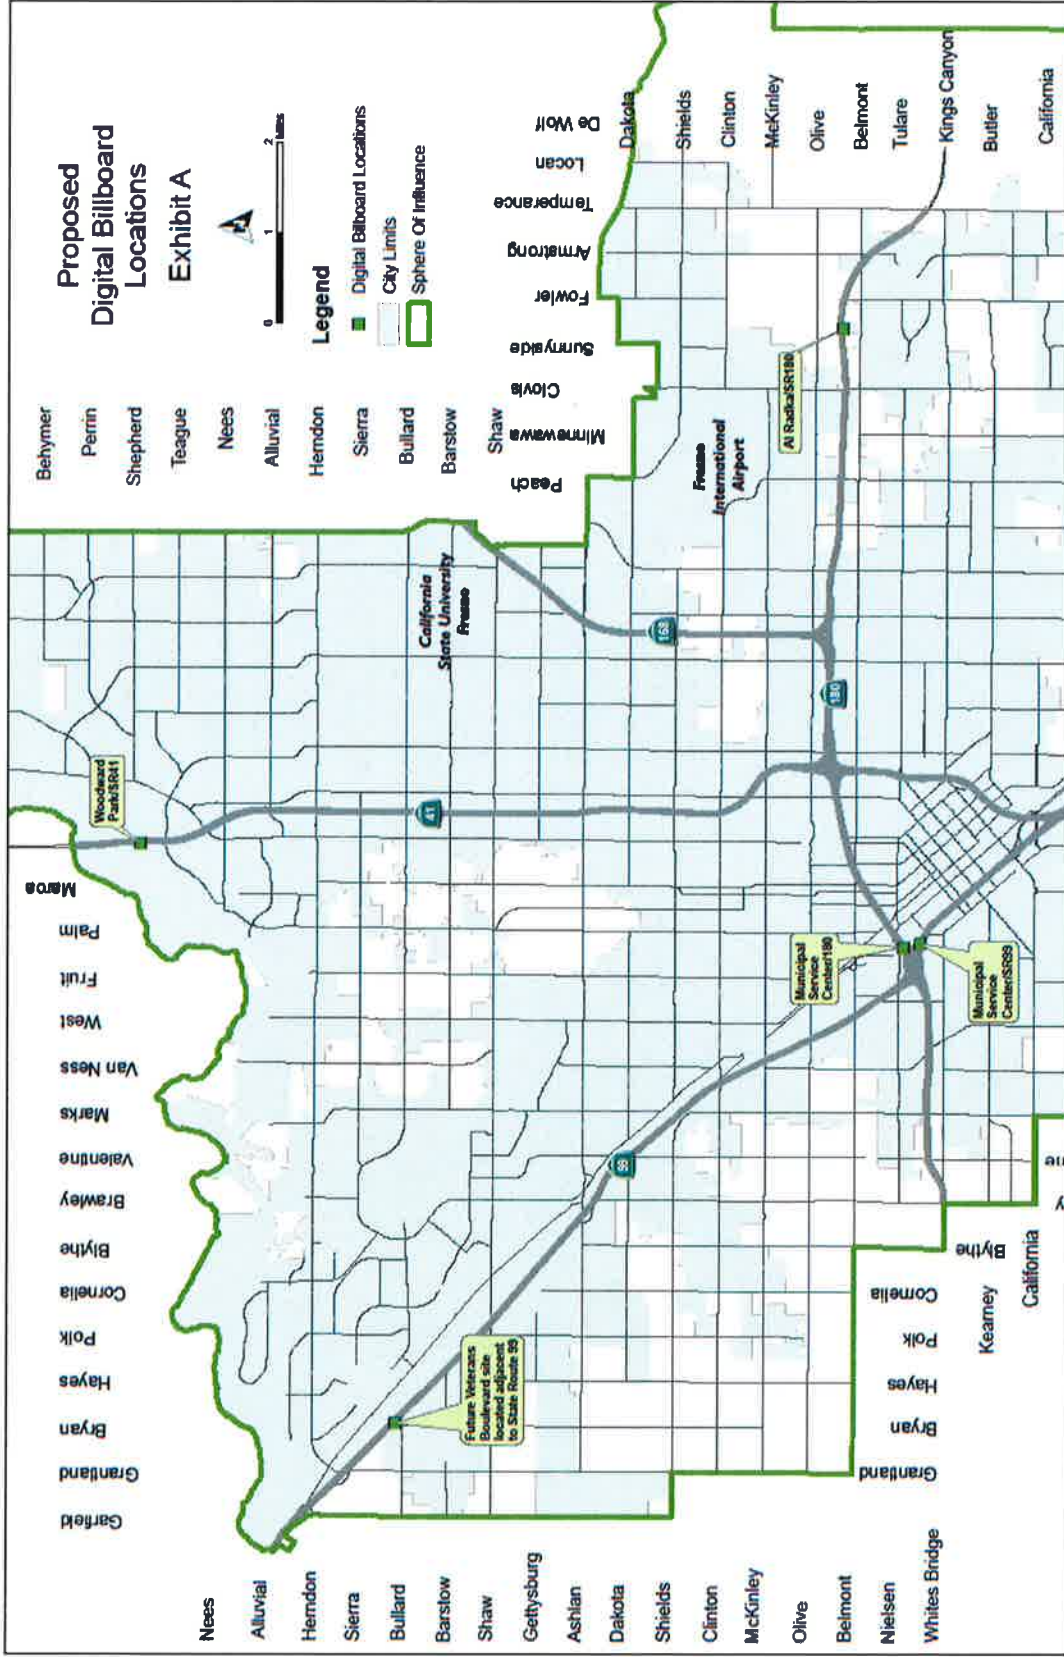 Proposed
Digital Billboard
Locations
Exhibit A
0
1
2
Miles
Legend
Digital Billboard Locations
City Limits
Sphere Of Influence
Behymer
Perrin
Shepherd
Teague
Nees
Alluvial
Herndon
Sierra
Bullard
Barstow
Shaw
Garfield
Grantland
Bryan
Hayes
Polk
Cornelia
Blythe
Brawley
Valentine
Marks
Van Ness
West
Fruit
Palm
Maroa
Peach
Minnewawa
Clovis
Sunnyside
Fowler
Armstrong
Temperance
Locan
De Wolf
Dakota
Shields
Clinton
McKinley
Olive
Belmont
Tulare
Kings Canyon
Butler
California
Nees
Alluvial
Herndon
Sierra
Bullard
Barstow
Shaw
Gettysburg
Ashlan
Dakota
Shields
Clinton
McKinley
Olive
Belmont
Nielsen
Whites Bridge
Grantland
Bryan
Hayes
Polk
Cornelia
Blythe
Kearney
California
Woodward
Park/SR41
California
State University
Fresno
Fresno
International
Airport
Al Radka/SR180
Municipal
Service
Center/180
Municipal
Service
Center/SR99
Future Veterans
Boulevard site
located adjacent
to State Route 99
41
168
180
99